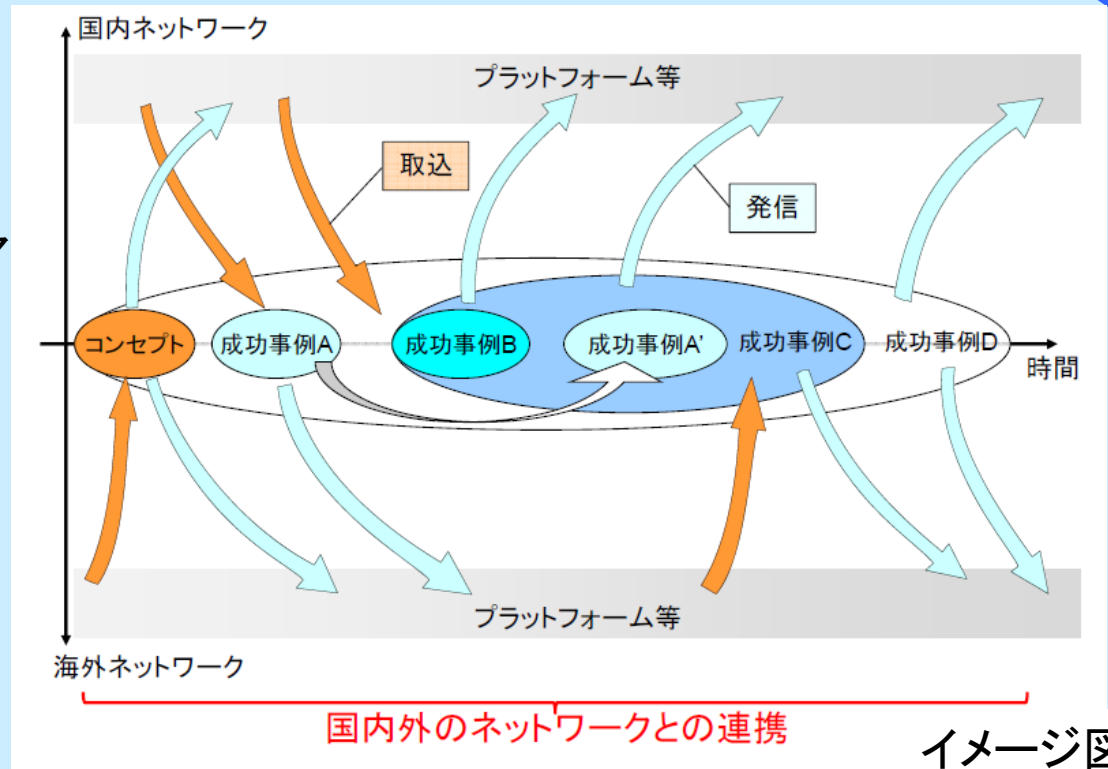 国内ネットワーク
プラットフォーム等
取込
発信
コンセプト
成功事例A
成功事例B
成功事例A'
成功事例C
成功事例D
時間
プラットフォーム等
海外ネットワーク
国内外のネットワークとの連携
イメージ図